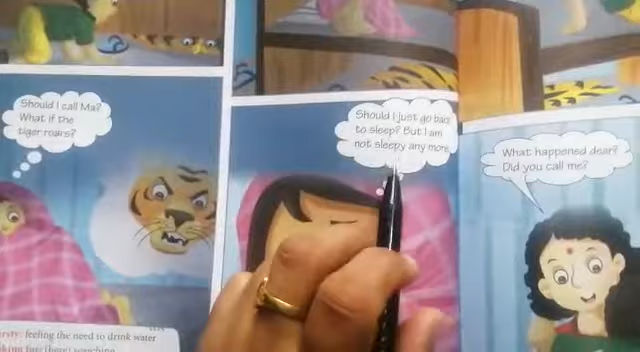 Should I call Ma?
What if the
tiger roars?
Should I just go back
to sleep? But I am
not sleepy any more
What happened dear?
Did you call me?
feeling the need to drink water